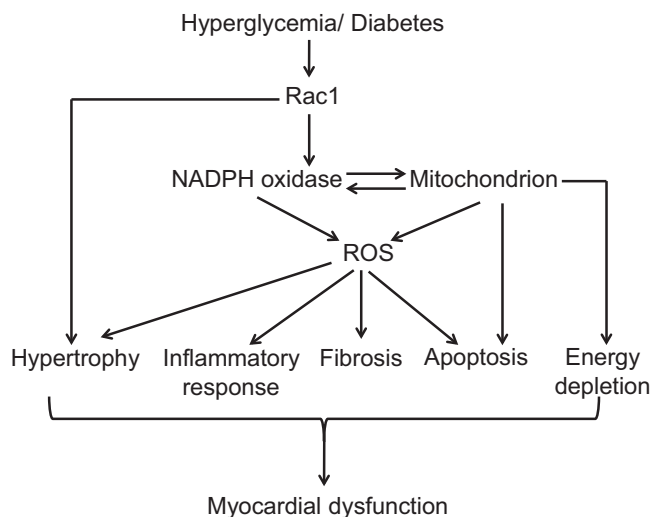 Hyperglycemia/ Diabetes
Rac1
NADPH oxidase
Mitochondrion
ROS
Hypertrophy
Inflammatory
response
Fibrosis
Apoptosis
Energy
depletion
Myocardial dysfunction